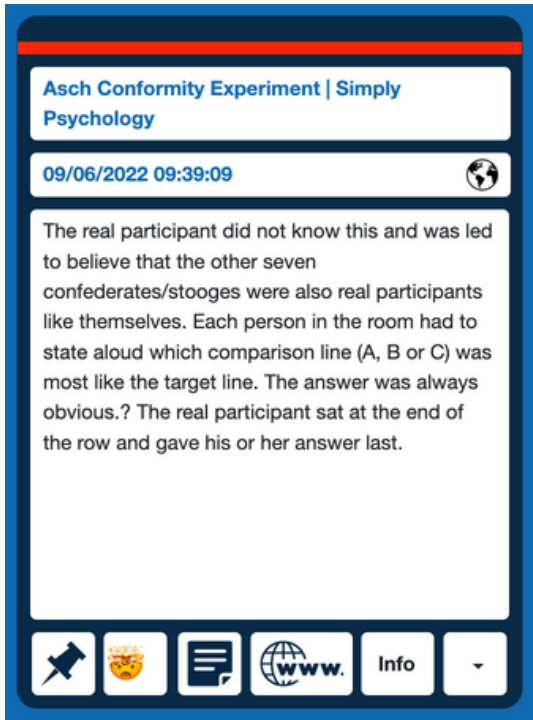 Asch Conformity Experiment | Simply
Psychology
09/06/2022 09:39:09
The real participant did not know this and was led
to believe that the other seven
confederates/stooges were also real participants
like themselves. Each person in the room had to
state aloud which comparison line (A, B or C) was
most like the target line. The answer was always
obvious.? The real participant sat at the end of
the row and gave his or her answer last.
www.
Info